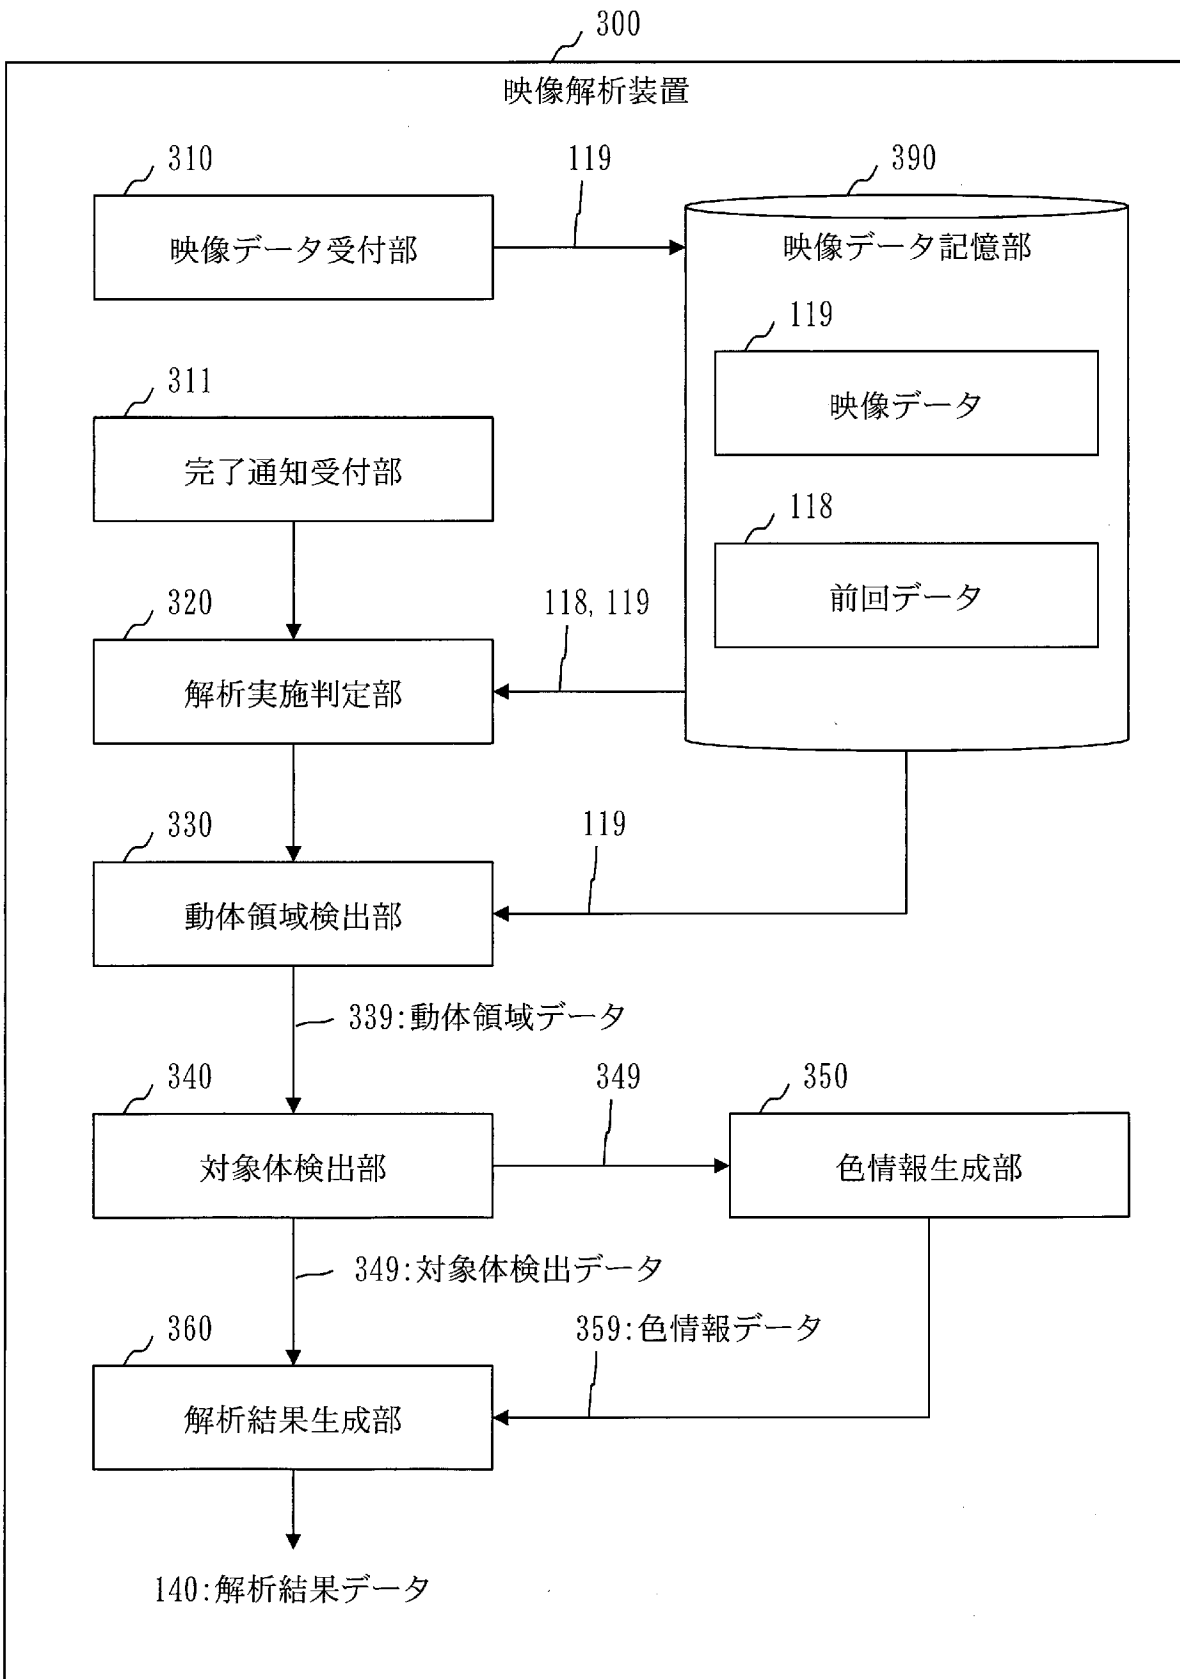 300
映像解析装置
310
119
390
映像データ受付部
映像データ記憶部
119
映像データ
311
完了通知受付部
118
前回データ
320
118, 119
解析実施判定部
330
119
動体領域検出部
339:動体領域データ
340
349
350
対象体検出部
色情報生成部
349:対象体検出データ
360
359:色情報データ
解析結果生成部
140:解析結果データ